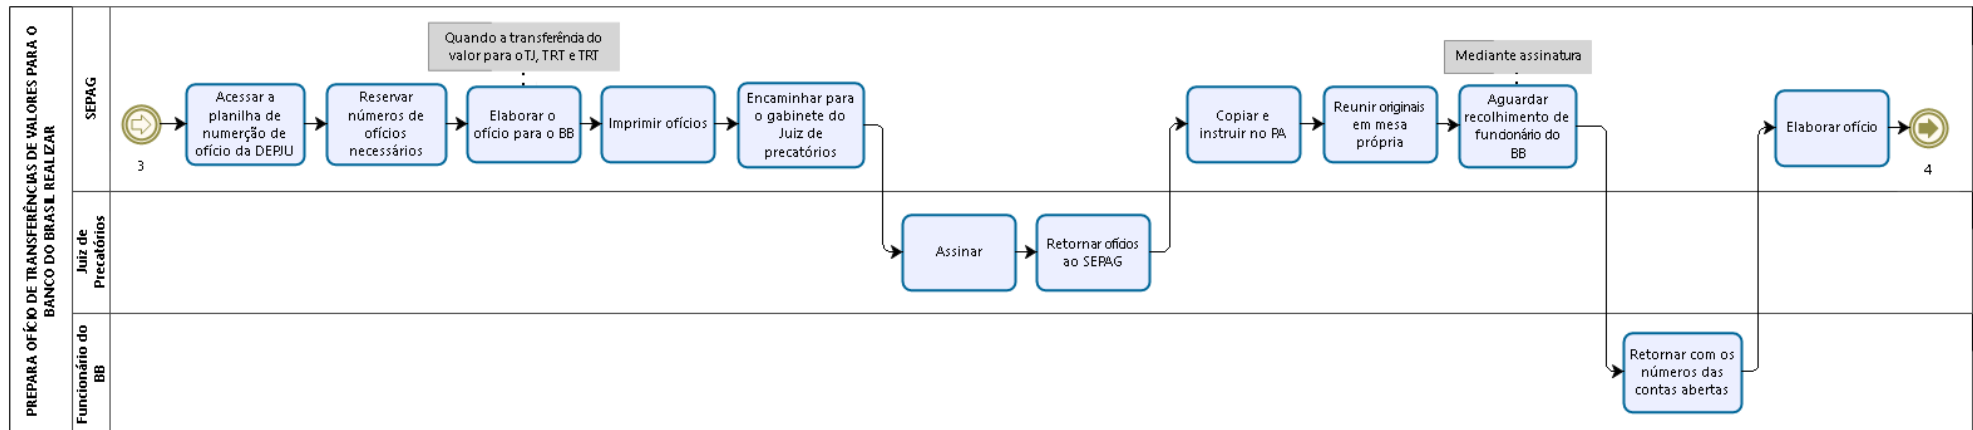 PREPARA OFÍCIO DE TRANSFERÊNCIAS DE VALORES PARA O
BANCO DO BRASIL REALIZAR
SEPAG
3
Acessar a
planilha de
numerção de
ofício da DEPJU
Reservar
números de
ofícios
necessários
Quando a transferência do
valor para o TJ, TRT e TRT
Elaborar o
ofício para o BB
Imprimir ofícios
Encaminhar para
o gabinete do
Juiz de
precatórios
Copiar e
instruir no PA
Reunir originais
em mesa
própria
Mediante assinatura
Aguardar
recolhimento de
funcionário do
BB
Elaborar ofício
4
Juiz de
Precatórios
Assinar
Retornar ofícios
ao SEPAG
Funcionário do
BB
Retornar com os
números das
contas abertas